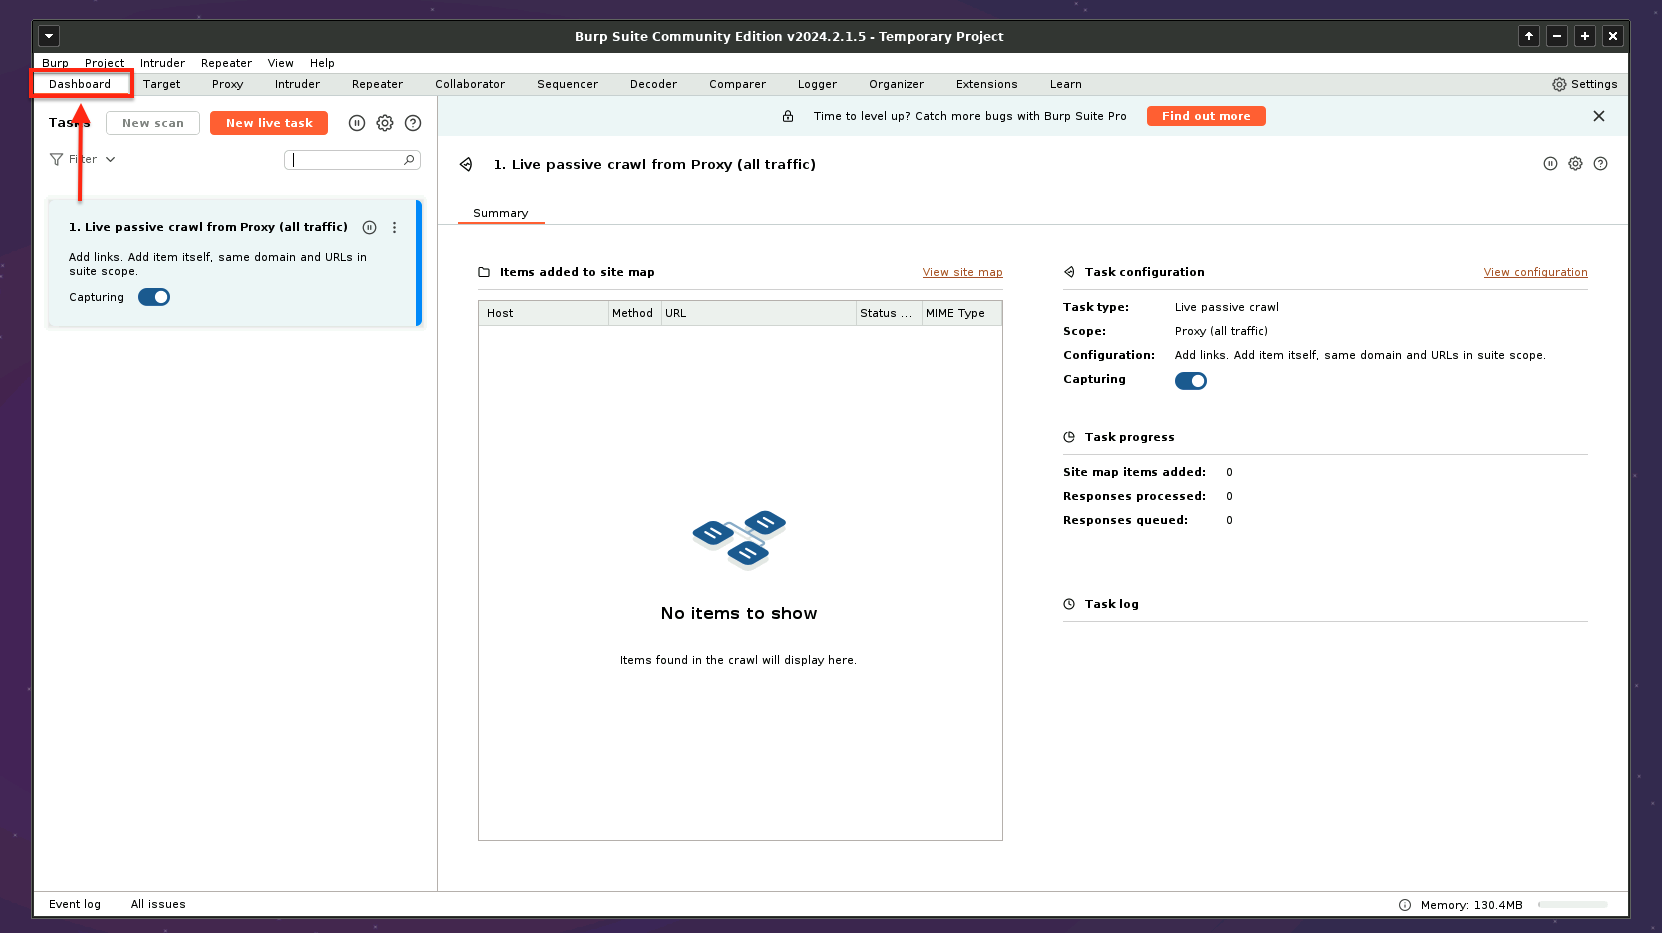 Burp Suite Community Edition v2024.2.1.5 - Temporary Project
Burp Project Intruder Repeater View Help
Dashboard Target Proxy Intruder Repeater Collaborator Sequencer Decoder Comparer Logger Organizer Extensions Learn Settings
Tasks New scan New live task
Filter
1. Live passive crawl from Proxy (all traffic)
Add links. Add item itself, same domain and URLs in
suite scope.
Capturing
Time to level up? Catch more bugs with Burp Suite Pro Find out more
1. Live passive crawl from Proxy (all traffic)
Summary
Items added to site map View site map
Host Method URL Status ... MIME Type
No items to show
Items found in the crawl will display here.
Task configuration View configuration
Task type: Live passive crawl
Scope: Proxy (all traffic)
Configuration: Add links. Add item itself, same domain and URLs in suite scope.
Capturing
Task progress
Site map items added: 0
Responses processed: 0
Responses queued: 0
Task log
Event log All issues Memory: 130.4MB